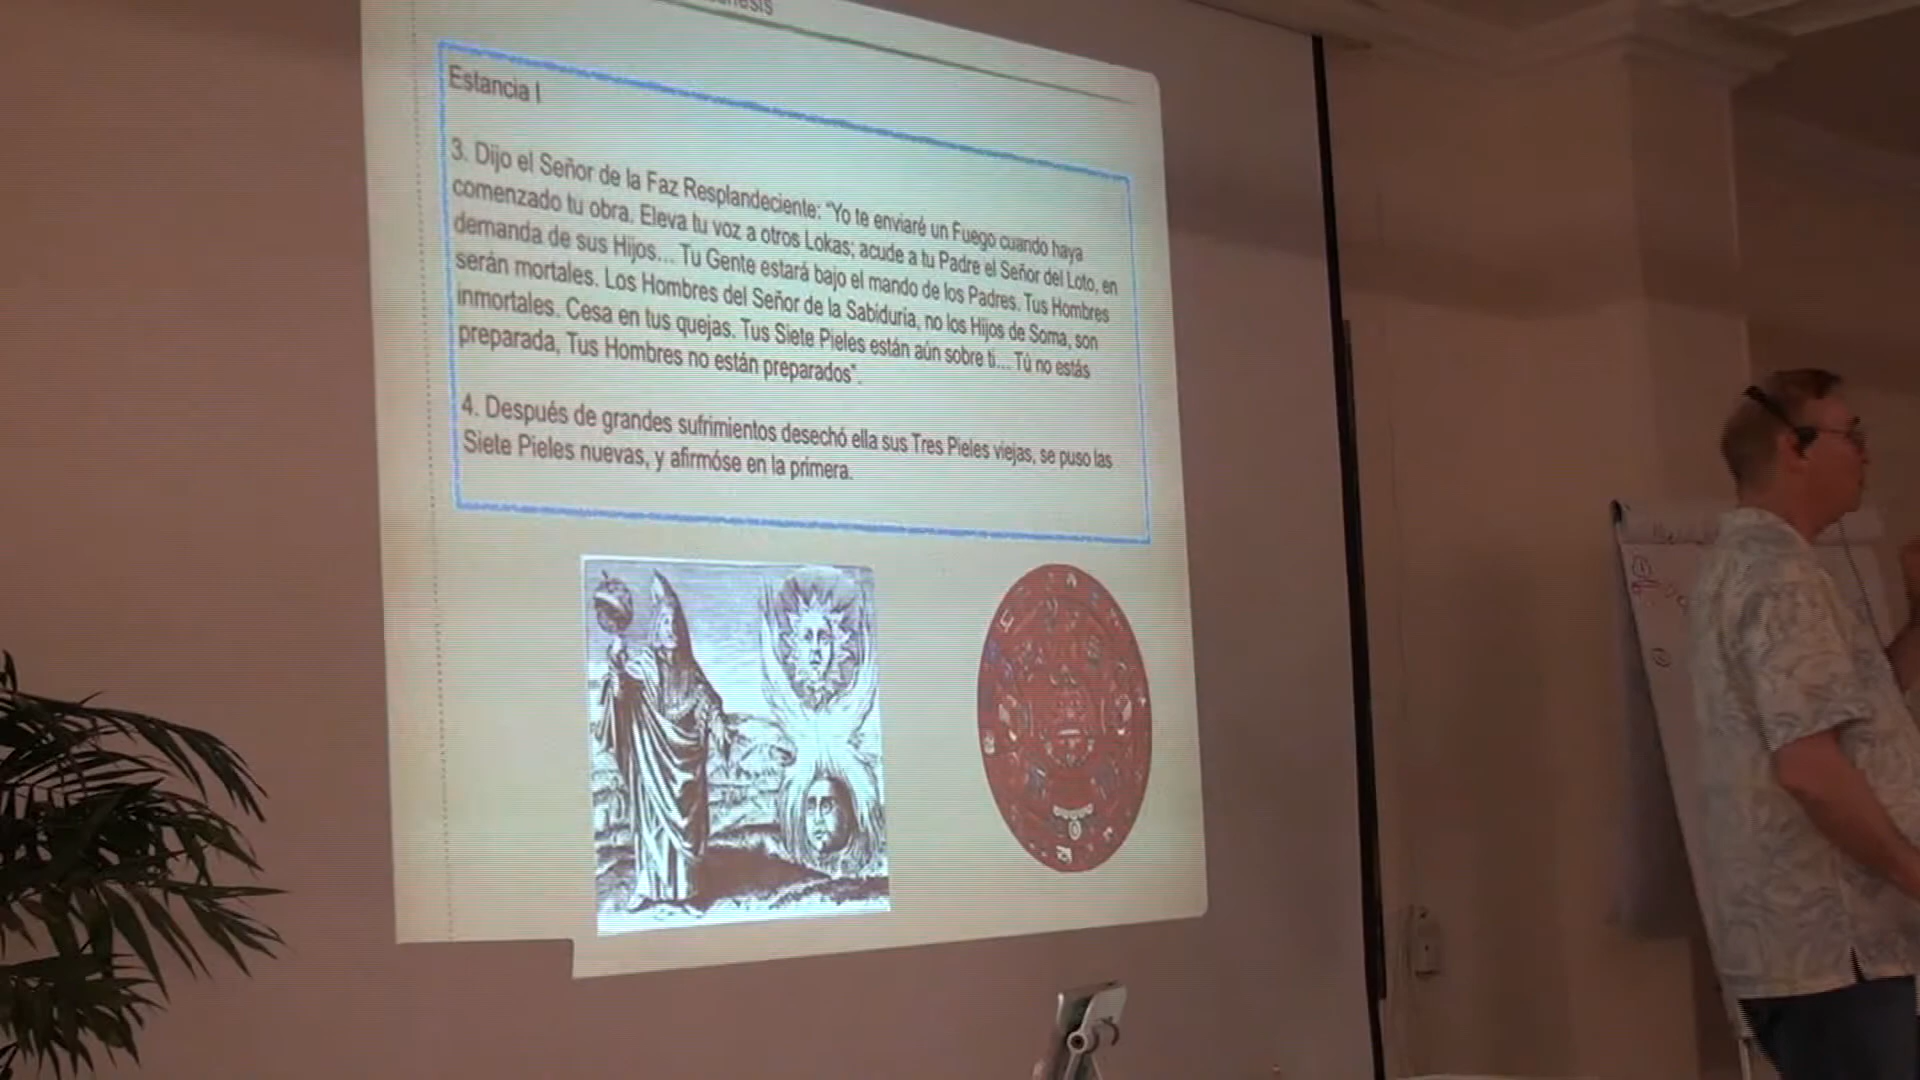 Estancia I
3. Dijo el Señor de la Faz Resplandeciente: “Yo te enviaré un Fuego cuando haya
comenzado tu obra. Eleva tu voz a otros Lokas; acude a tu Padre el Señor del Loto, en
demanda de sus Hijos... Tu Gente estará bajo el mando de los Padres. Tus Hombres
serán mortales. Los Hombres del Señor de la Sabiduría, no los Hijos de Soma, son
inmortales. Cesa en tus quejas. Tus Siete Pieles están aún sobre ti... Tú no estás
preparada, Tus Hombres no están preparados”.
4. Después de grandes sufrimientos desechó ella sus Tres Pieles viejas, se puso las
Siete Pieles nuevas, y afirmóse en la primera.